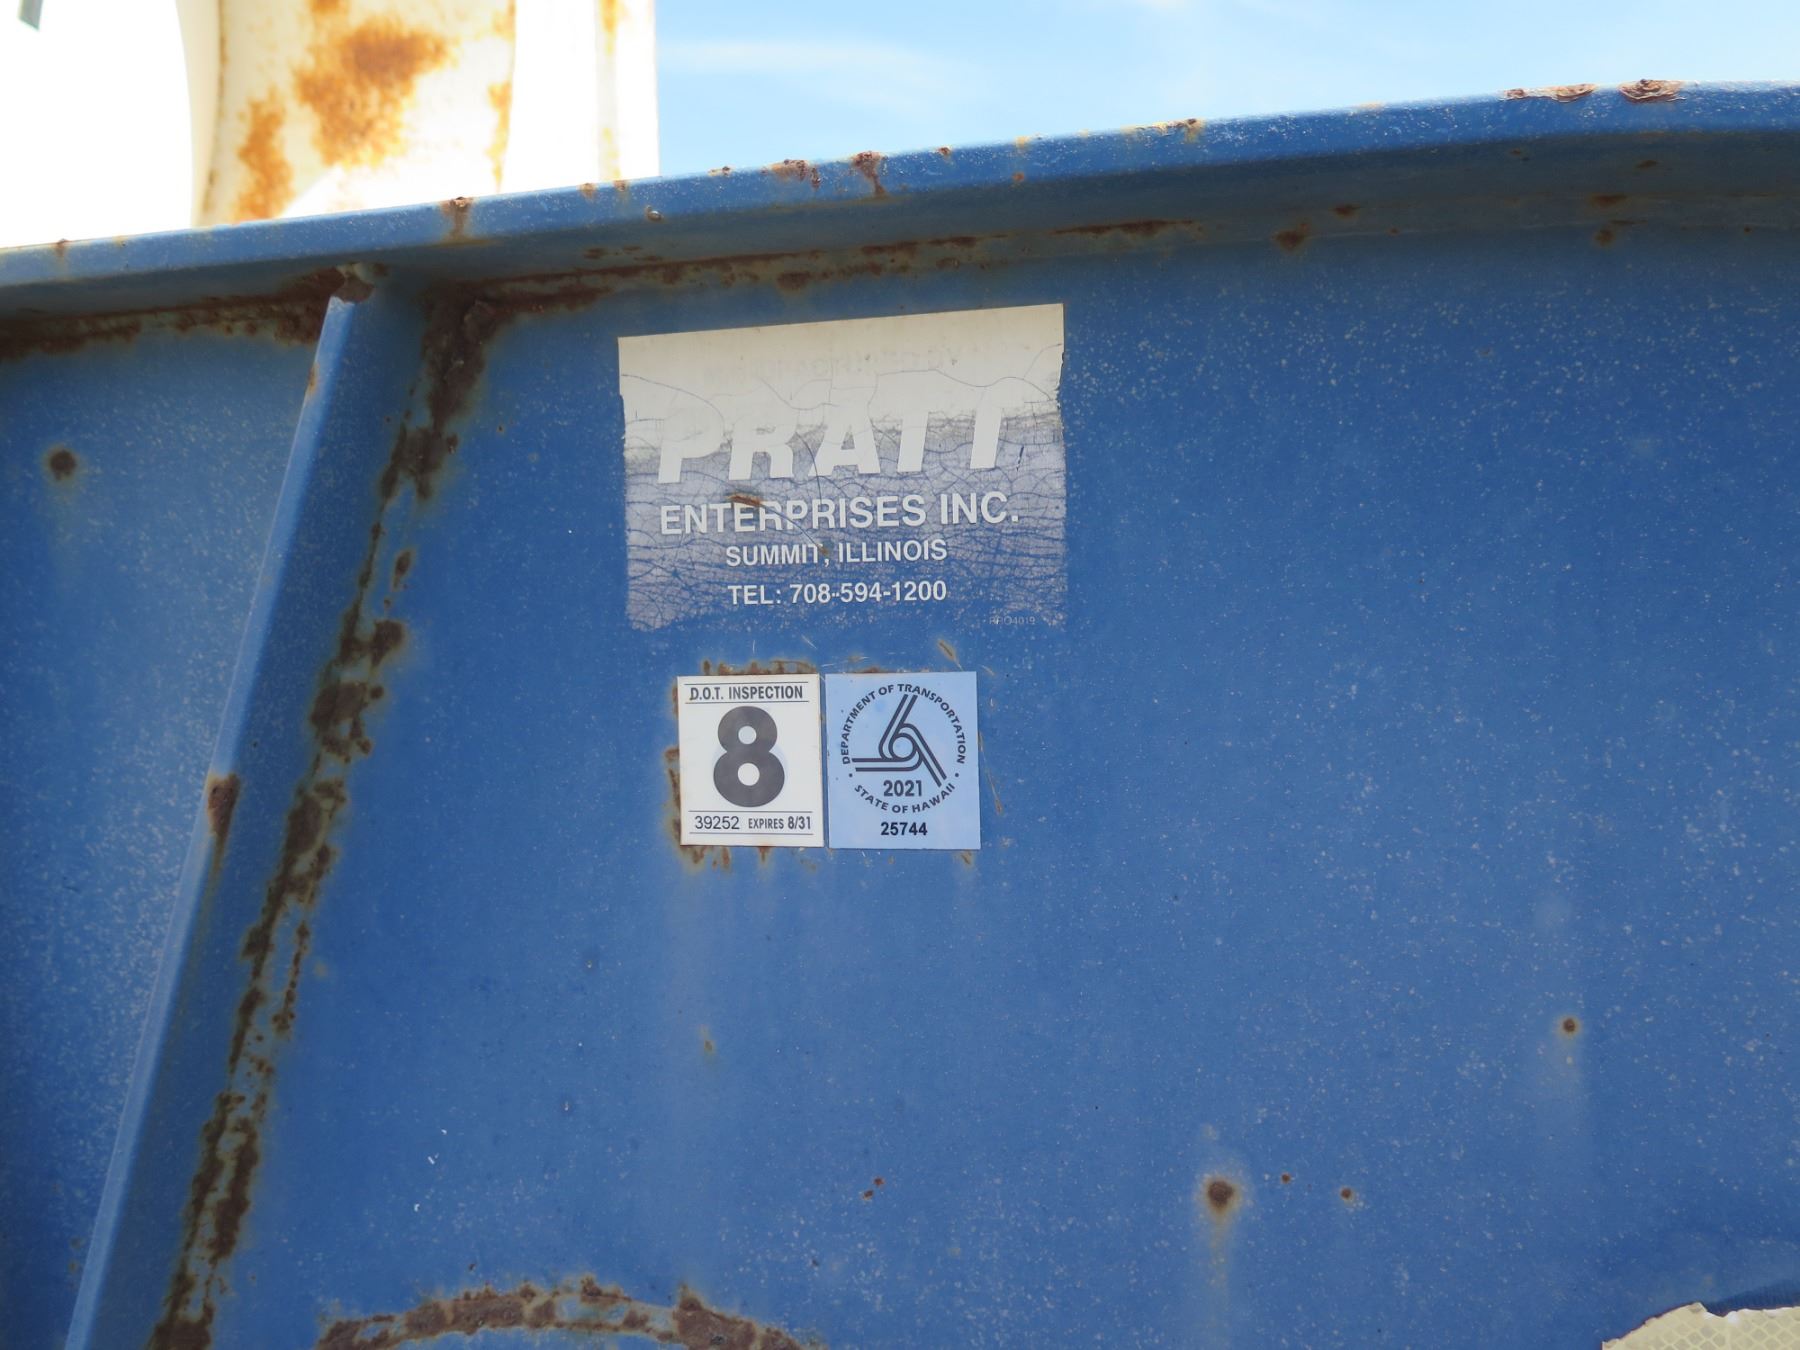 PRATT
ENTERPRISES INC.
SUMMIT, ILLINOIS
TEL: 708-594-1200
D.O.T. INSPECTION
8
39252 EXPIRES 8/31
DEPARTMENT OF TRANSPORTATION
2021
STATE OF HAWAII
25744